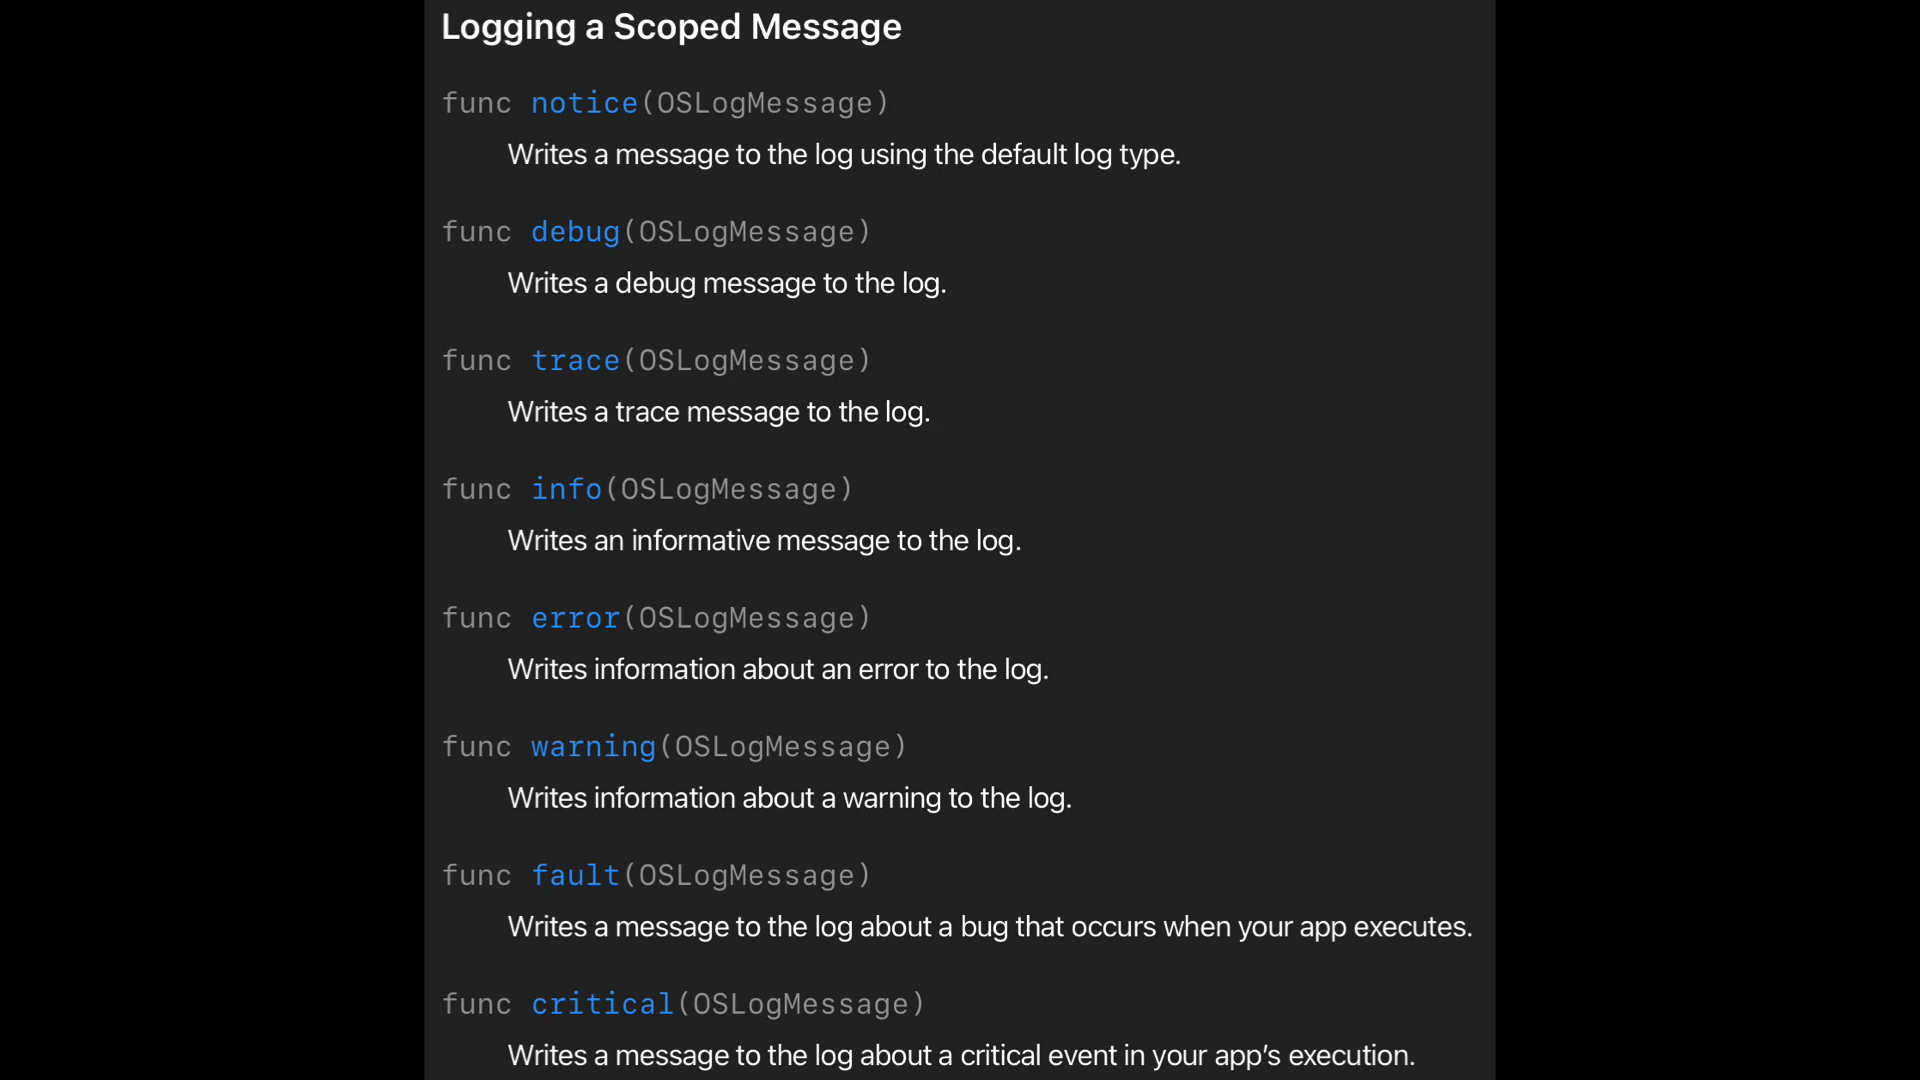 Logging a Scoped Message
func notice(OSLogMessage)
Writes a message to the log using the default log type.
func debug(OSLogMessage)
Writes a debug message to the log.
func trace(OSLogMessage)
Writes a trace message to the log.
func info(OSLogMessage)
Writes an informative message to the log.
func error(OSLogMessage)
Writes information about an error to the log.
func warning(OSLogMessage)
Writes information about a warning to the log.
func fault(OSLogMessage)
Writes a message to the log about a bug that occurs when your app executes.
func critical(OSLogMessage)
Writes a message to the log about a critical event in your app’s execution.